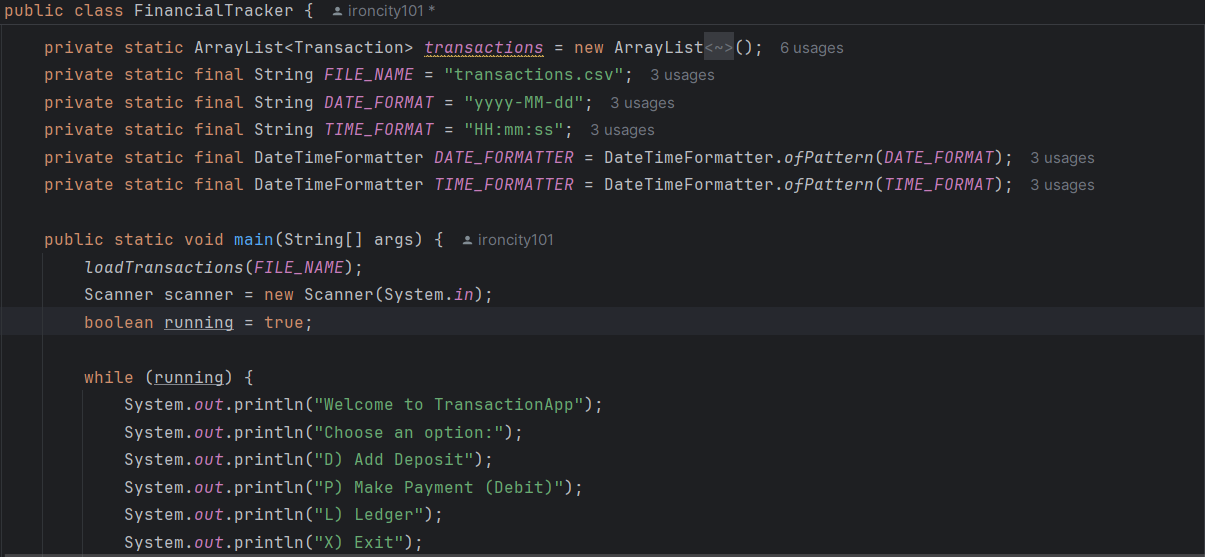 public class FinancialTracker {  ironcity101 *
private static ArrayList<Transaction> transactions = new ArrayList<~>();  6 usages
private static final String FILE_NAME = "transactions.csv";  3 usages
private static final String DATE_FORMAT = "yyyy-MM-dd";  3 usages
private static final String TIME_FORMAT = "HH:mm:ss";  3 usages
private static final DateTimeFormatter DATE_FORMATTER = DateTimeFormatter.ofPattern(DATE_FORMAT);  3 usages
private static final DateTimeFormatter TIME_FORMATTER = DateTimeFormatter.ofPattern(TIME_FORMAT);  3 usages
public static void main(String[] args) {  ironcity101
loadTransactions(FILE_NAME);
Scanner scanner = new Scanner(System.in);
boolean running = true;
while (running) {
System.out.println("Welcome to TransactionApp");
System.out.println("Choose an option:");
System.out.println("D) Add Deposit");
System.out.println("P) Make Payment (Debit)");
System.out.println("L) Ledger");
System.out.println("X) Exit");